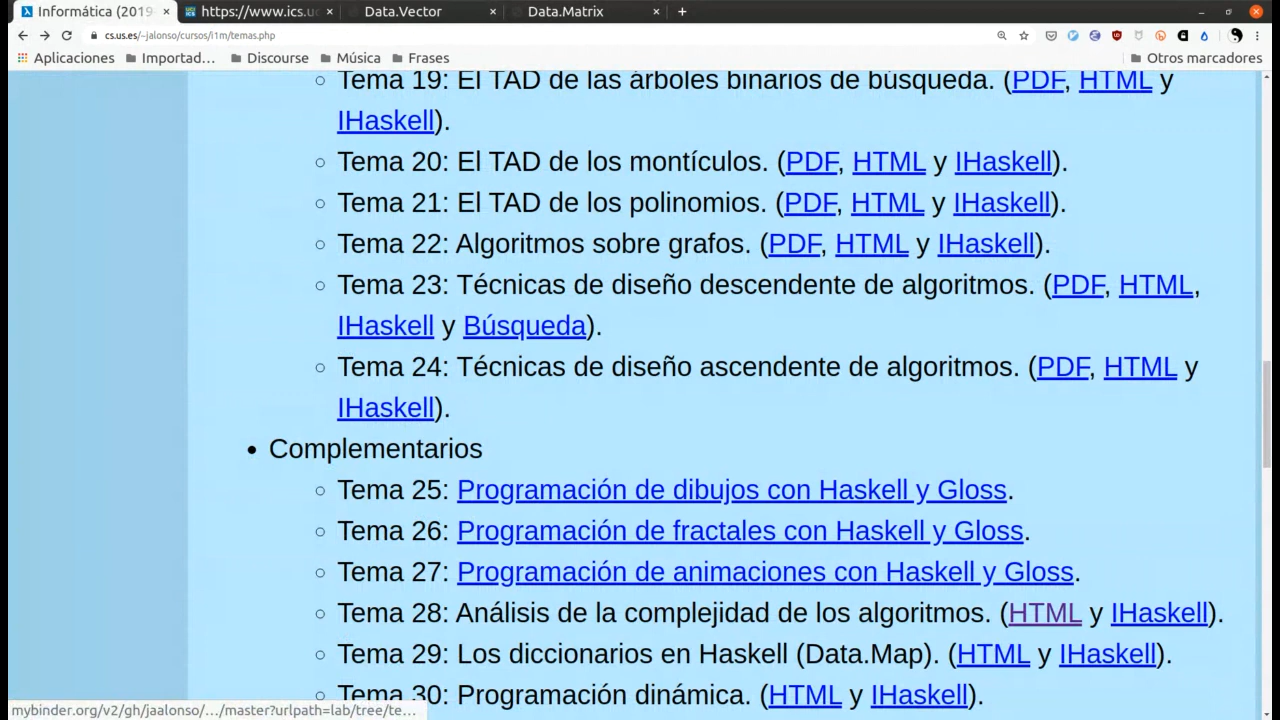 Informática (2019-
https://www.ics.uc
Data.Vector
Data.Matrix
cs.us.es/~jalonso/cursos/i1m/temas.php
Aplicaciones
Importad...
Discourse
Música
Frases
Otros marcadores
Tema 19: El TAD de las árboles binarios de búsqueda. (PDF, HTML y
IHaskell).
Tema 20: El TAD de los montículos. (PDF, HTML y IHaskell).
Tema 21: El TAD de los polinomios. (PDF, HTML y IHaskell).
Tema 22: Algoritmos sobre grafos. (PDF, HTML y IHaskell).
Tema 23: Técnicas de diseño descendente de algoritmos. (PDF, HTML,
IHaskell y Búsqueda).
Tema 24: Técnicas de diseño ascendente de algoritmos. (PDF, HTML y
IHaskell).
Complementarios
Tema 25: Programación de dibujos con Haskell y Gloss.
Tema 26: Programación de fractales con Haskell y Gloss.
Tema 27: Programación de animaciones con Haskell y Gloss.
Tema 28: Análisis de la complejidad de los algoritmos. (HTML y IHaskell).
Tema 29: Los diccionarios en Haskell (Data.Map). (HTML y IHaskell).
Tema 30: Programación dinámica. (HTML y IHaskell).
mybinder.org/v2/gh/jaalonso/.../master?urlpath=lab/tree/te...